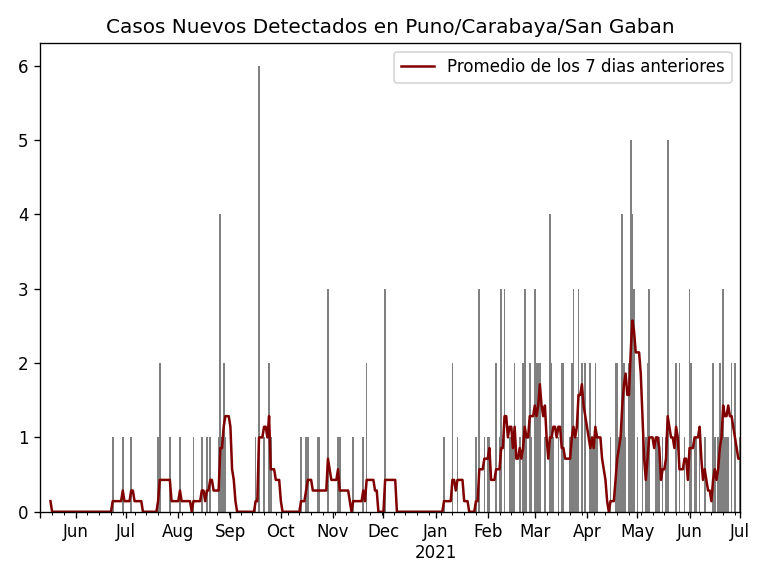 Casos Nuevos Detectados en Puno/Carabaya/San Gaban
Promedio de los 7 dias anteriores
6
5
4
3
2
1
0
Jun Jul Aug Sep Oct Nov Dec Jan Feb Mar Apr May Jun Jul
2021